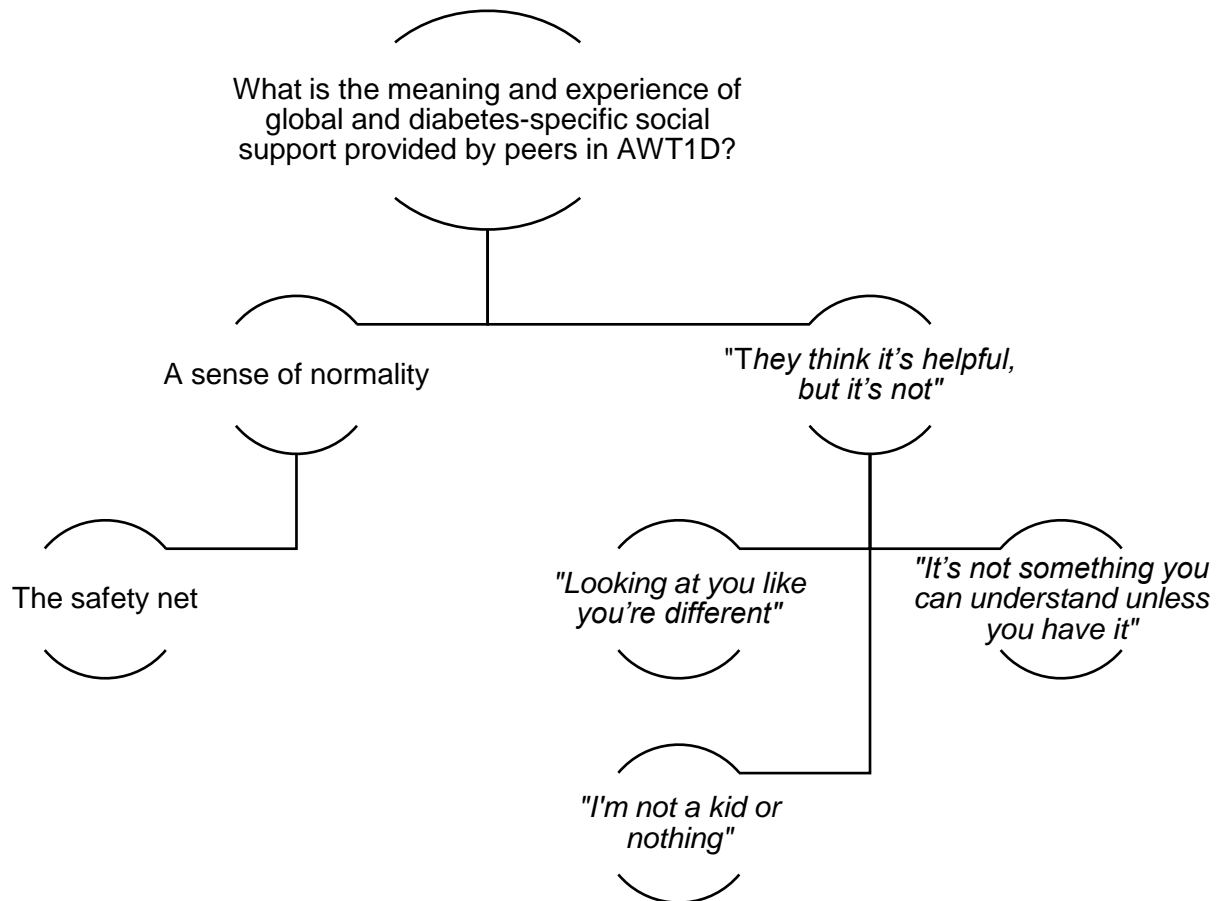 What is the meaning and experience of
global and diabetes-specific social
support provided by peers in AWT1D?
A sense of normality
"They think it’s helpful,
but it’s not"
The safety net
"Looking at you like
you’re different"
"It’s not something you
can understand unless
you have it"
"I'm not a kid or
nothing"